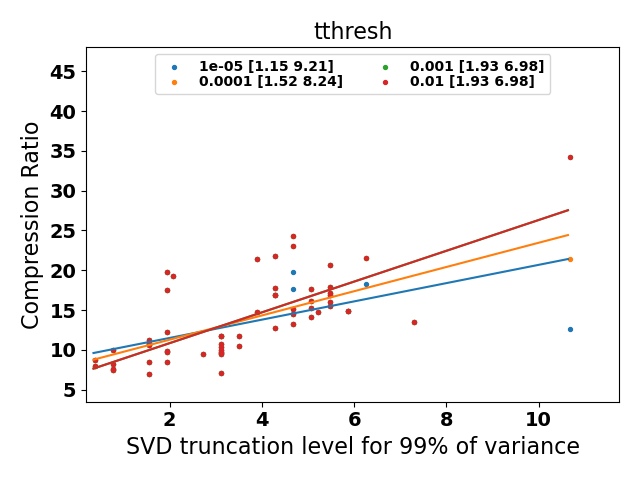 tthresh
1e-05 [1.15 9.21]
0.0001 [1.52 8.24]
0.001 [1.93 6.98]
0.01 [1.93 6.98]
Compression Ratio
45
40
35
30
25
20
15
10
5
2 4 6 8 10
SVD truncation level for 99% of variance